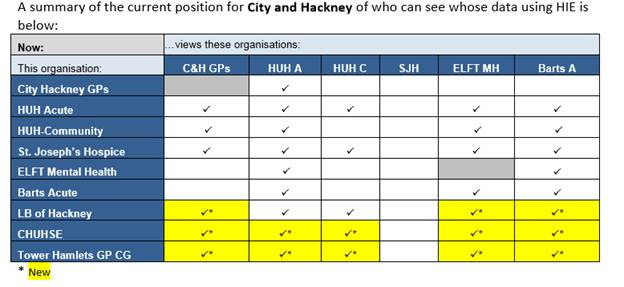 A summary of the current position for City and Hackney of who can see whose data using HIE is
below:
Now: ...views these organisations:
This organisation: C&H GPs HUH A HUH C SJH ELFT MH Barts A
City Hackney GPs ✓
HUH Acute ✓ ✓ ✓ ✓ ✓
HUH-Community ✓ ✓ ✓ ✓
St. Joseph's Hospice ✓ ✓ ✓ ✓ ✓
ELFT Mental Health ✓ ✓
Barts Acute ✓ ✓ ✓
LB of Hackney ✓* ✓ ✓ ✓* ✓*
CHUHSE ✓* ✓* ✓* ✓* ✓*
Tower Hamlets GP CG ✓* ✓* ✓* ✓* ✓*
* New